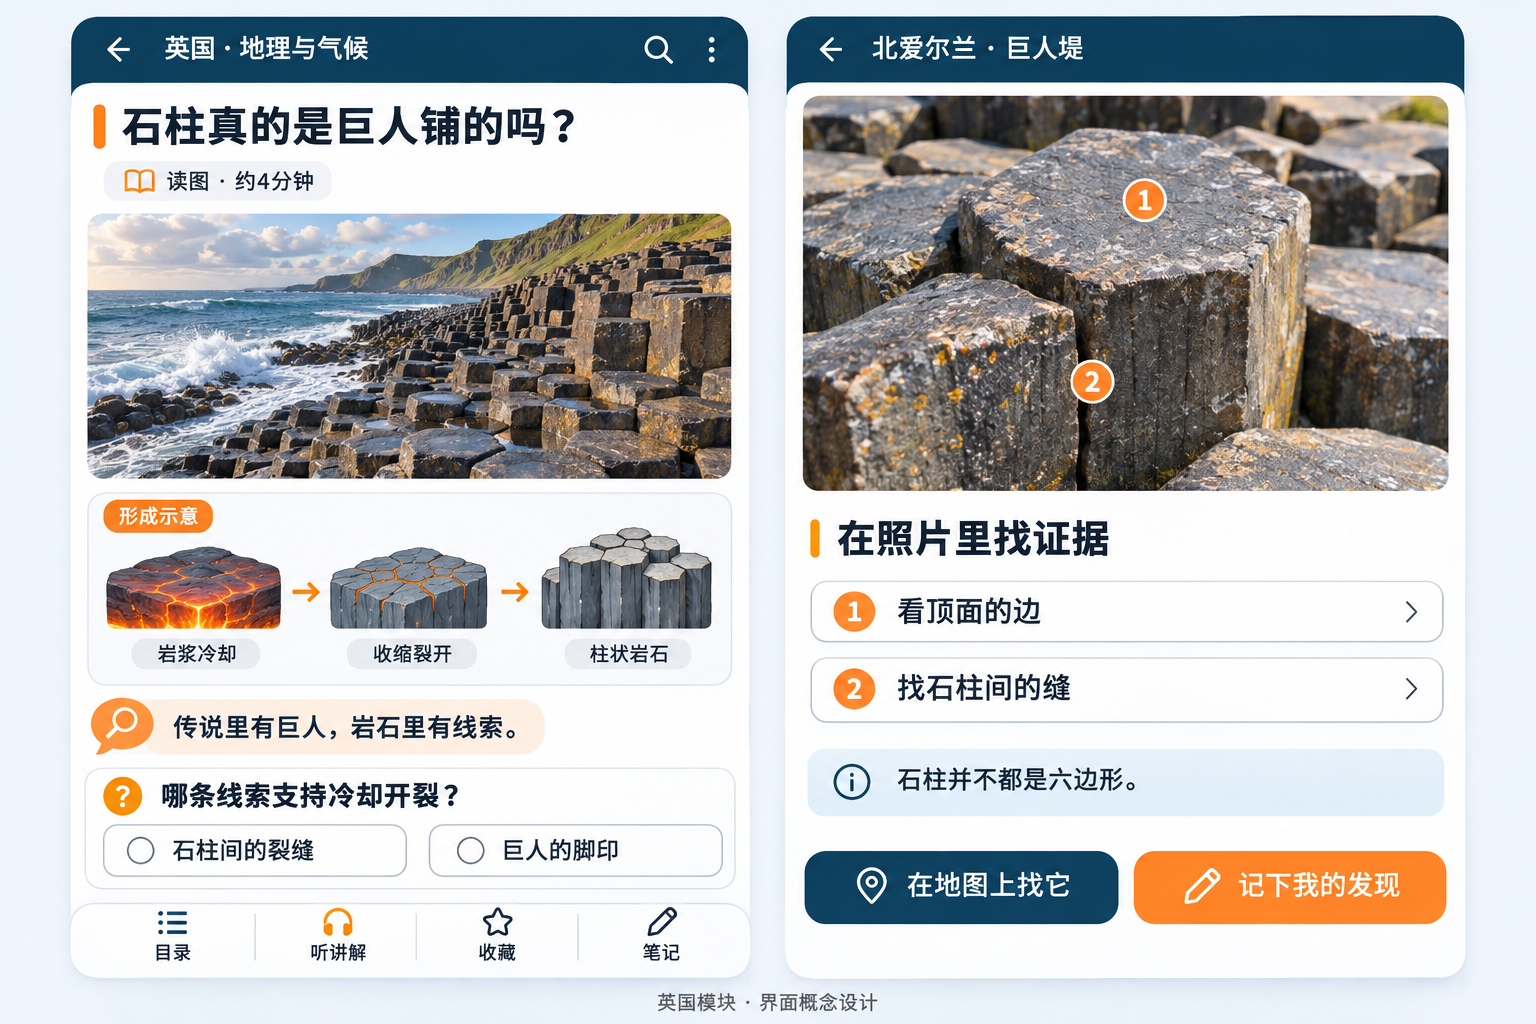 英国 · 地理与气候
石柱真的是巨人铺的吗？
读图 · 约4分钟
形成示意
岩浆冷却
收缩裂开
柱状岩石
传说里有巨人，岩石里有线索。
? 哪条线索支持冷却开裂？
石柱间的裂缝
巨人的脚印
目录
听讲解
收藏
笔记
北爱尔兰 · 巨人堤
1
2
在照片里找证据
1 看顶面的边
2 找石柱间的缝
石柱并不都是六边形。
在地图上找它
记下我的发现
英国模块 · 界面概念设计